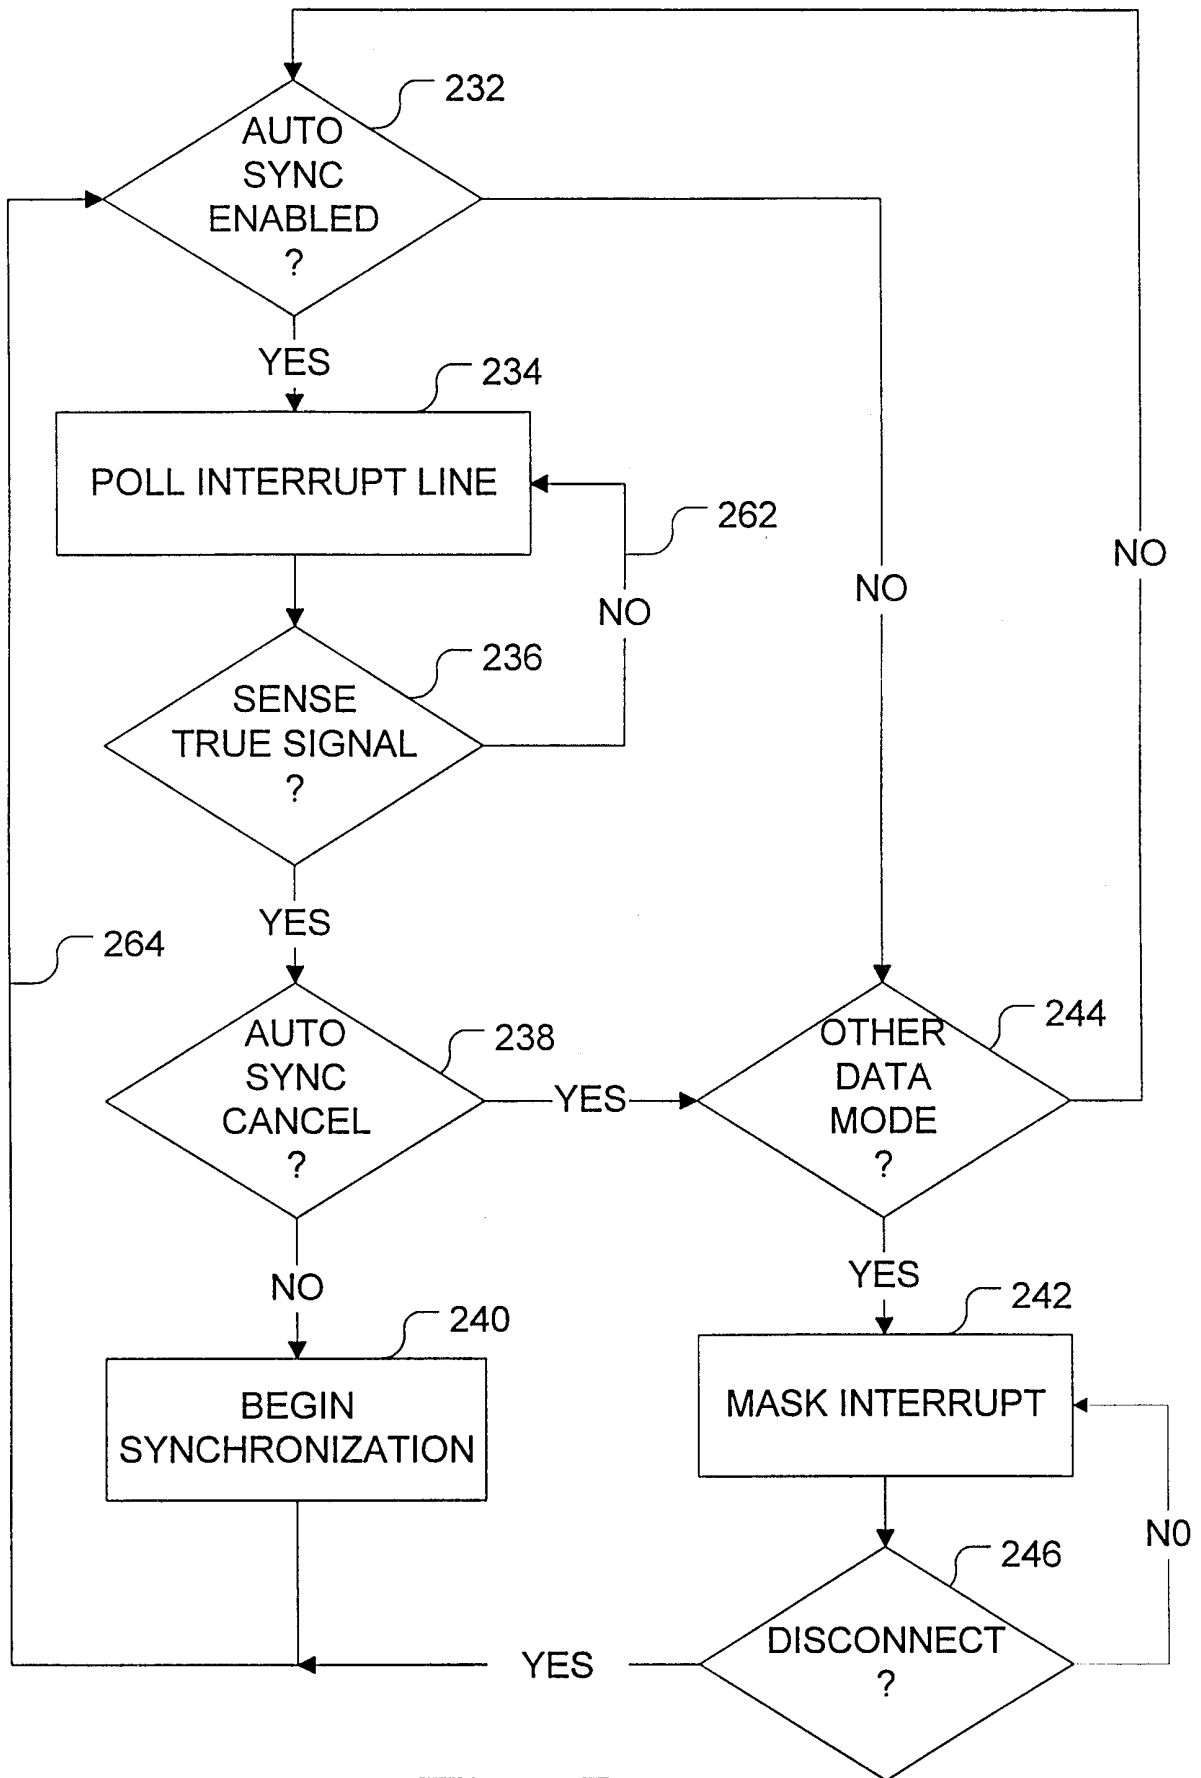 232
AUTO
SYNC
ENABLED
?
YES
234
POLL INTERRUPT LINE
262
NO
NO
NO
236
SENSE
TRUE SIGNAL
?
YES
264
AUTO
SYNC
CANCEL
?
238
YES
OTHER
DATA
MODE
?
244
NO
YES
240
242
BEGIN
SYNCHRONIZATION
MASK INTERRUPT
N0
246
DISCONNECT
?
YES